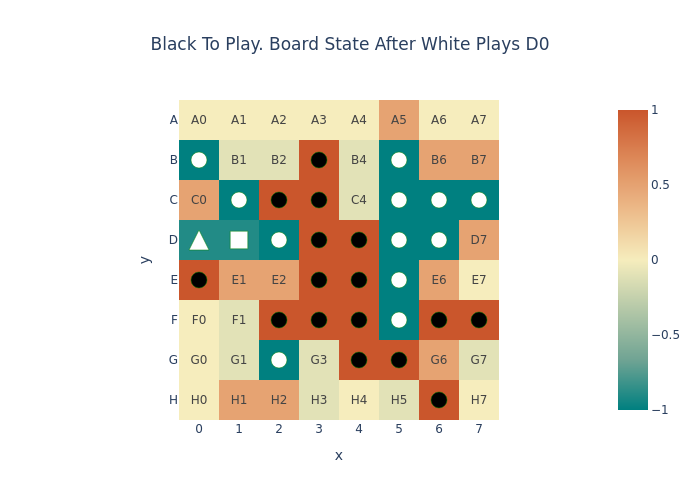 Black To Play. Board State After White Plays D0
A A0 A1 A2 A3 A4 A5 A6 A7
B B1 B2 B4 B6 B7
C C0 C4
D D7
E E1 E2 E6 E7
F F0 F1
G G0 G1 G3 G6 G7
H H0 H1 H2 H3 H4 H5 H7
0 1 2 3 4 5 6 7
x
y
1
0.5
0
−0.5
−1